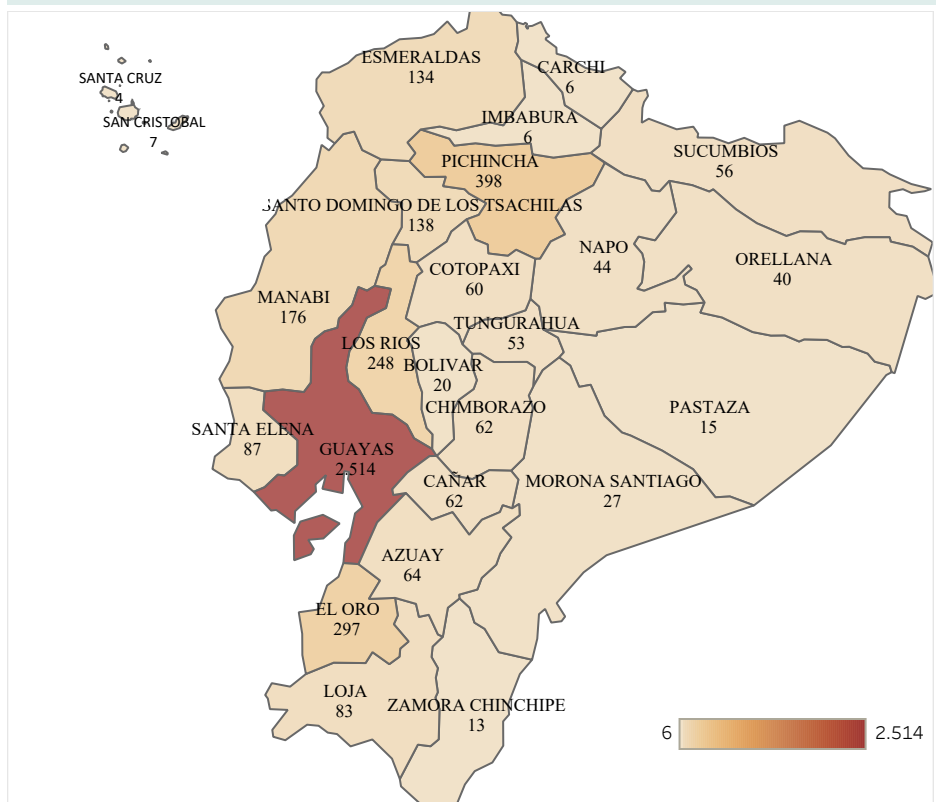 ESMERALDAS
134
CARCHI
6
SANTA CRUZ
4
SAN CRISTOBAL
7
IMBABURA
6
PICHINCHA
398
SUCUMBIOS
56
SANTO DOMINGO DE LOS TSACHILAS
138
NAPO
44
ORELLANA
40
COTOPAXI
60
MANABI
176
TUNGURAHUA
53
LOS RIOS
248
BOLIVAR
20
CHIMBORAZO
62
PASTAZA
15
SANTA ELENA
87
GUAYAS
2.514
CAÑAR
62
MORONA SANTIAGO
27
AZUAY
64
EL ORO
297
LOJA
83
ZAMORA CHINCHIPE
13
6
2.514